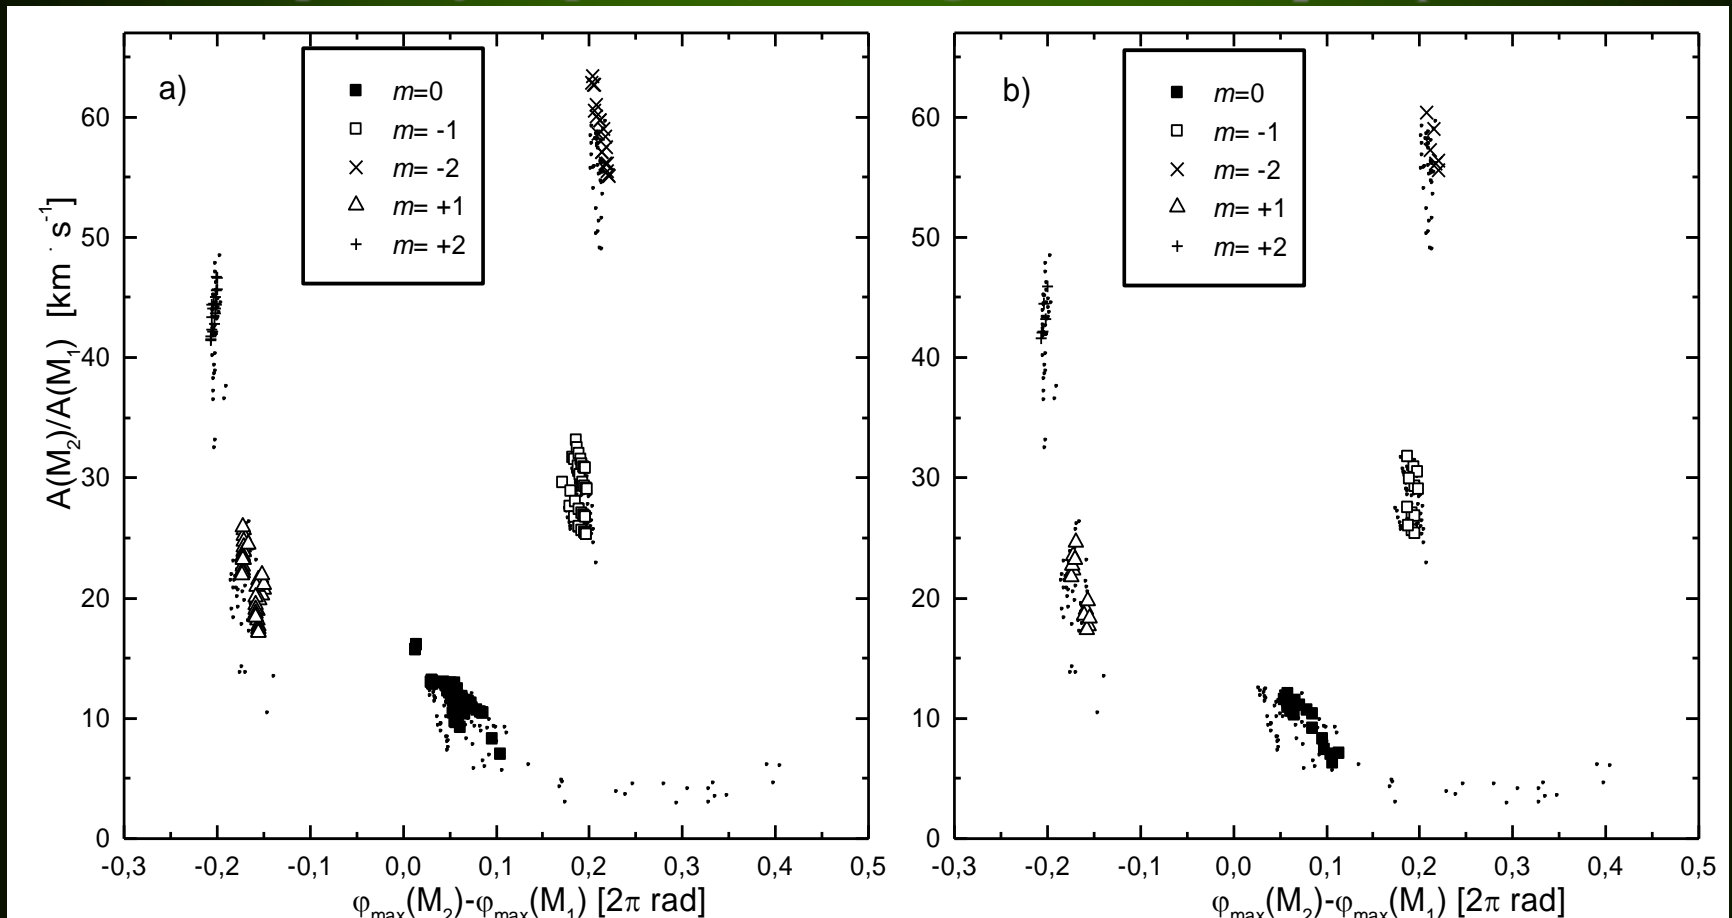 a)
m=0
m= -1
m= -2
m= +1
m= +2
A(M₂)/A(M₁) [km · s⁻¹]
60
50
40
30
20
10
0
-0,3 -0,2 -0,1 0,0 0,1 0,2 0,3 0,4 0,5
φmax(M₂)-φmax(M₁) [2π rad]
b)
m=0
m= -1
m= -2
m= +1
m= +2
60
50
40
30
20
10
0
-0,3 -0,2 -0,1 0,0 0,1 0,2 0,3 0,4 0,5
φmax(M₂)-φmax(M₁) [2π rad]